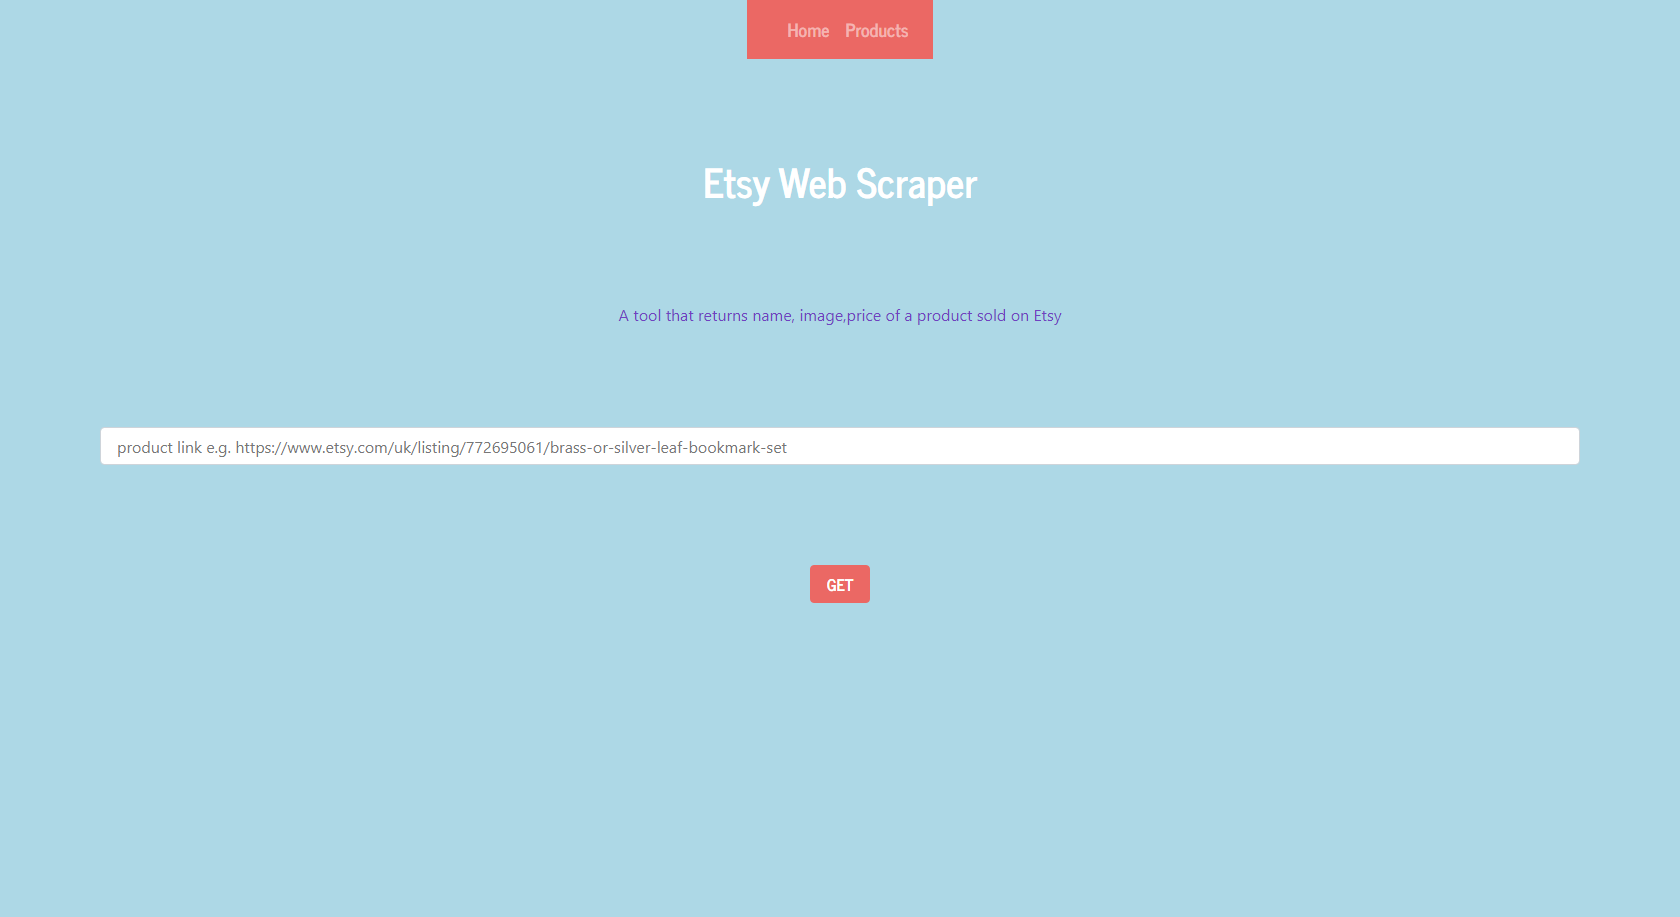 Home Products
Etsy Web Scraper
A tool that returns name, image,price of a product sold on Etsy
product link e.g. https://www.etsy.com/uk/listing/772695061/brass-or-silver-leaf-bookmark-set
GET